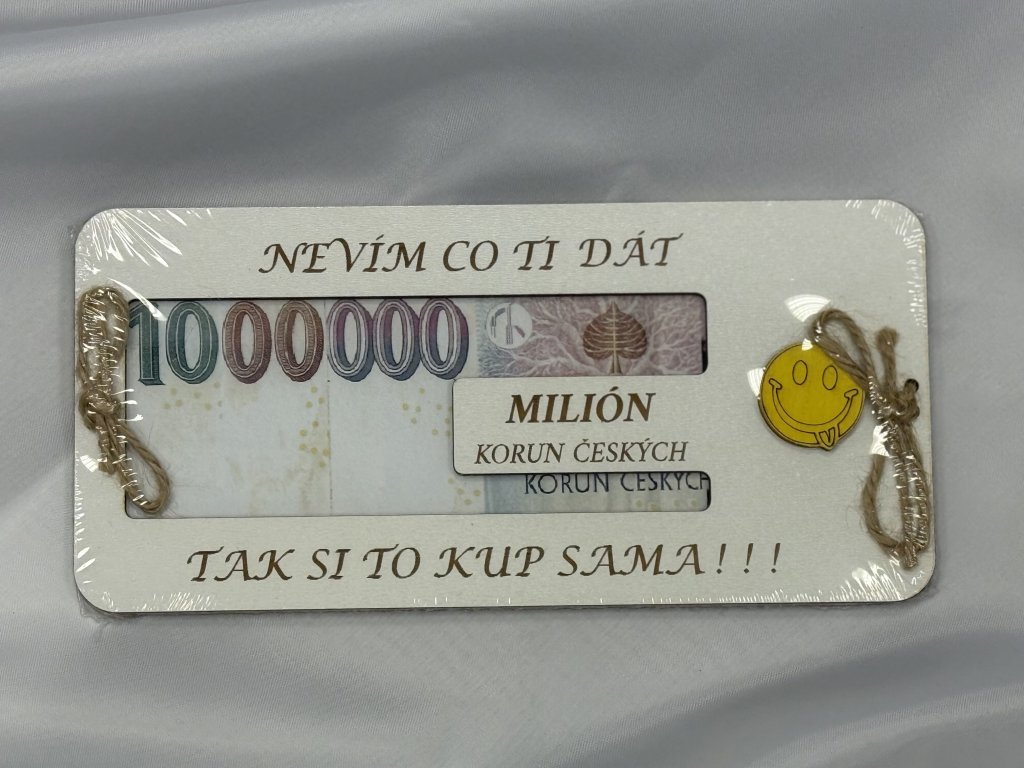 NEVÍM CO TI DÁT
1000000
MILIÓN
KORUN ČESKÝCH
KORUN ČESKÝCH
TAK SI TO KUP SAMA!!!